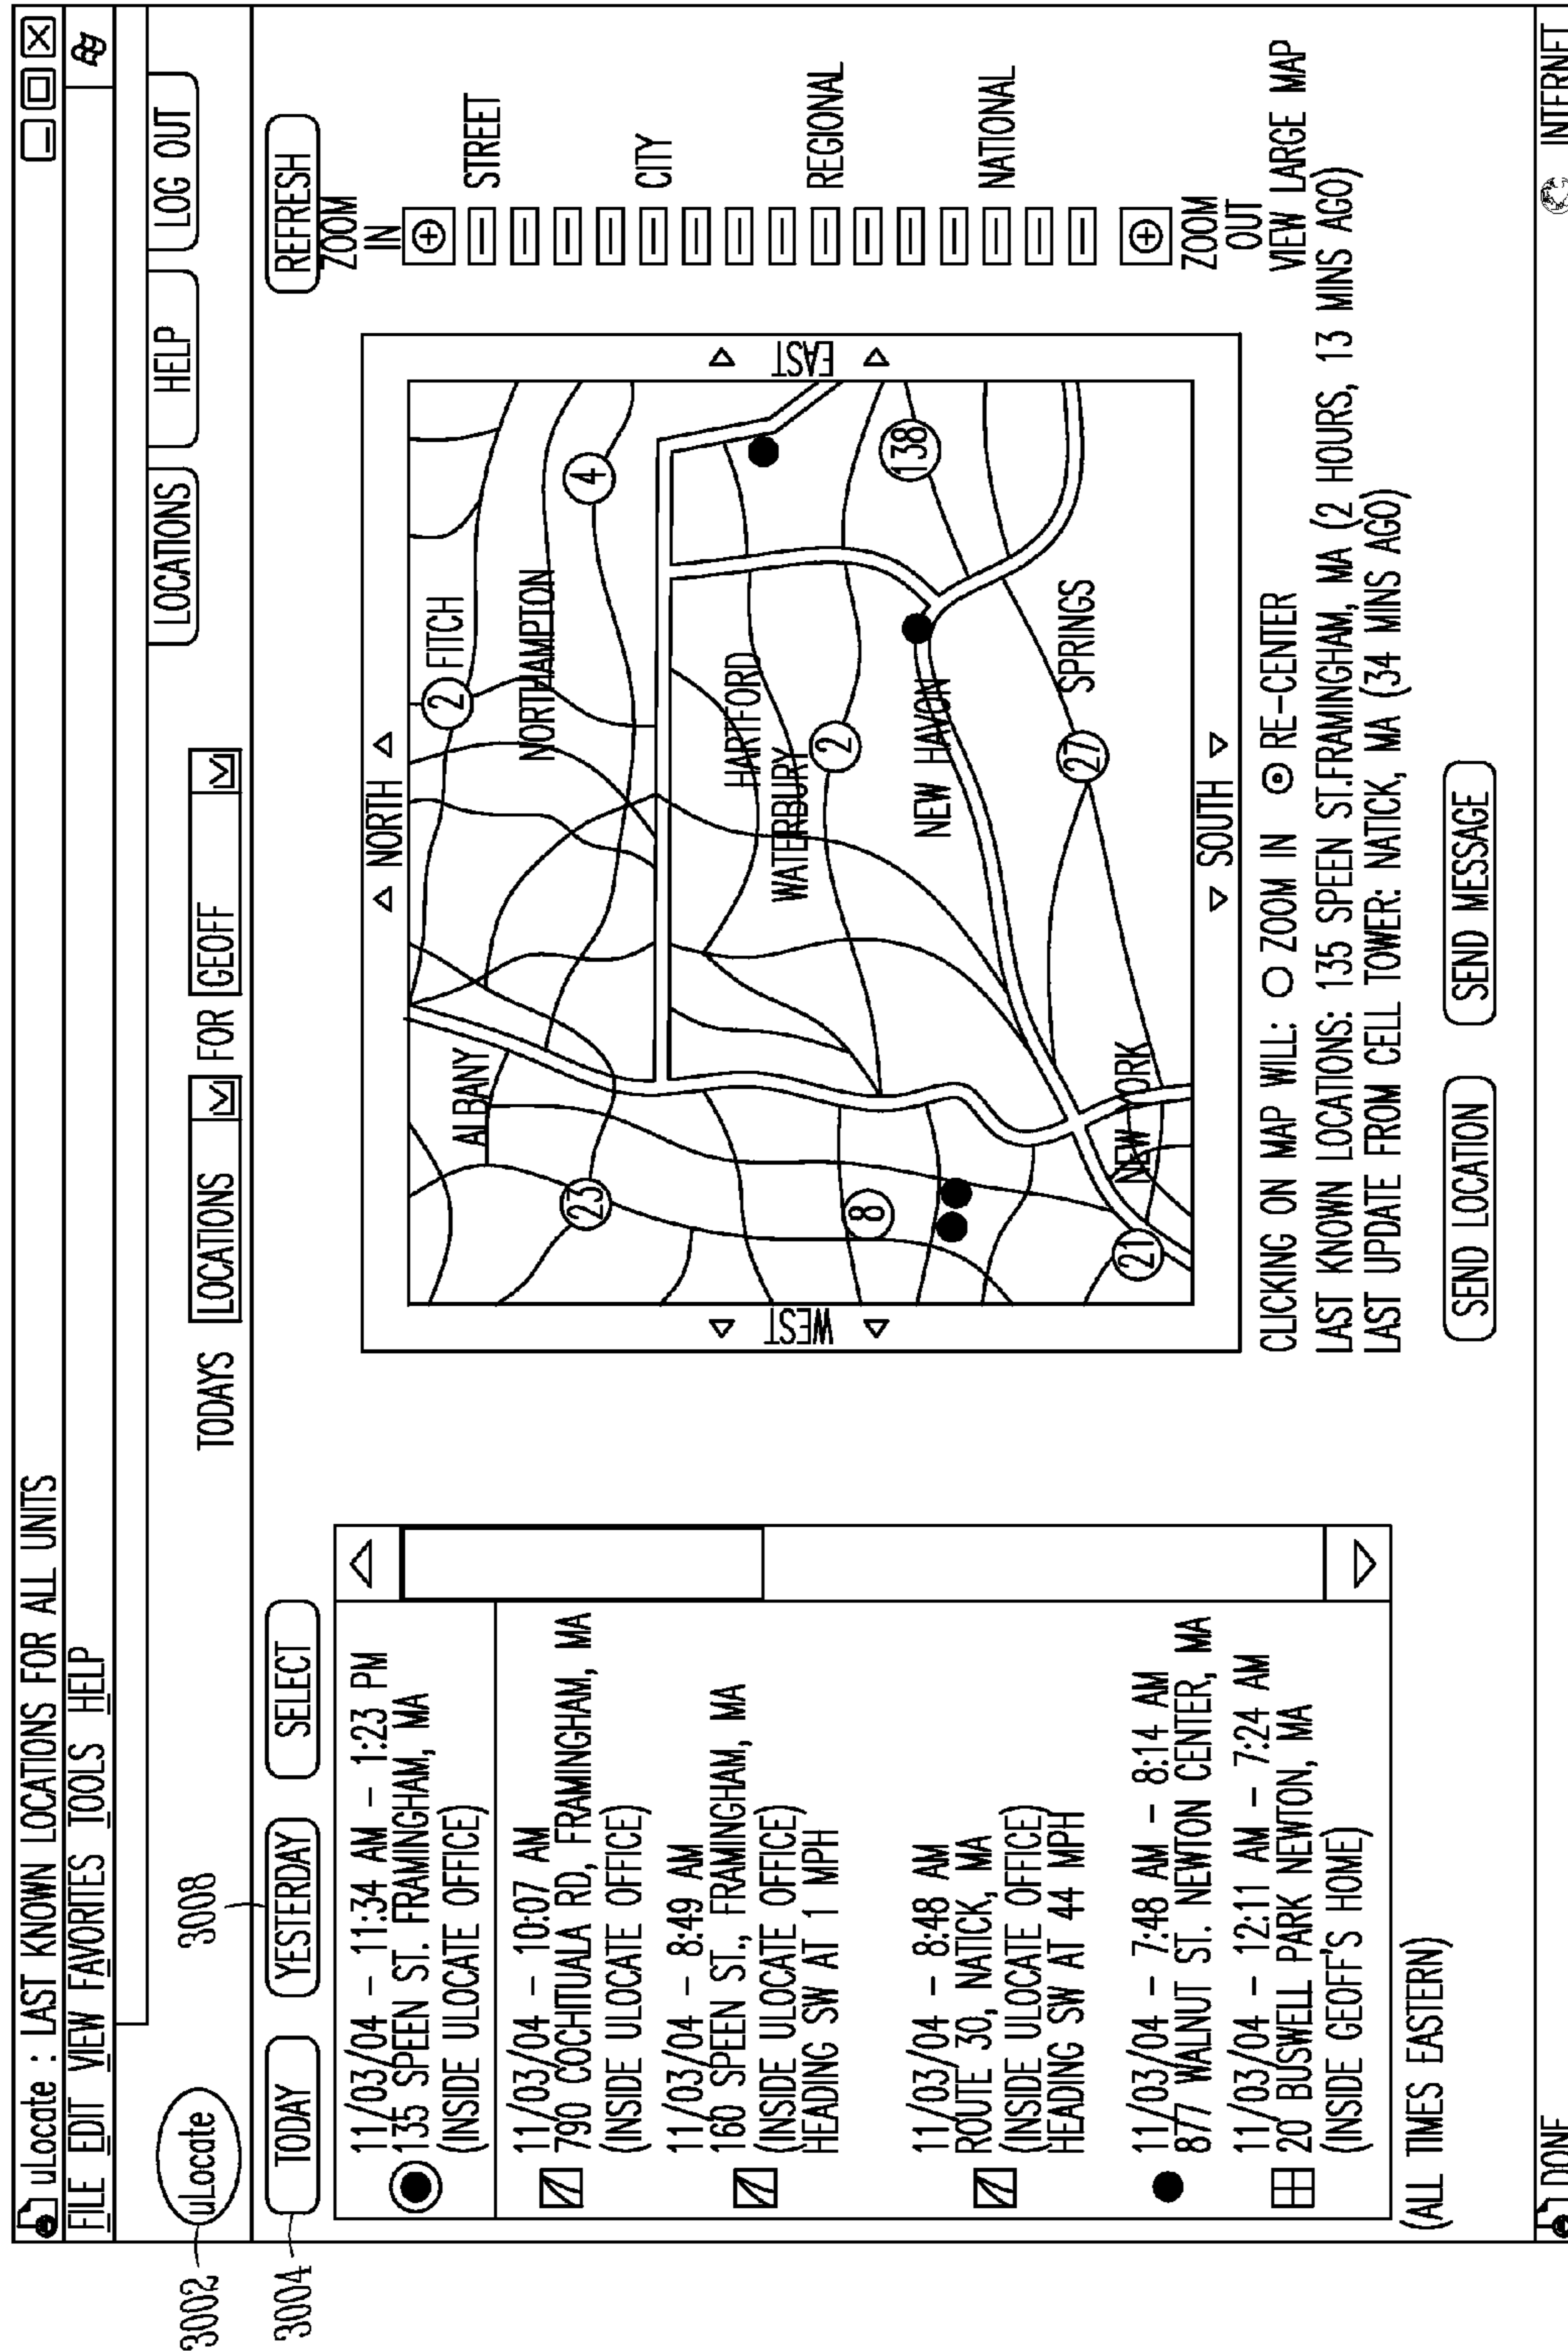 uLocate : LAST KNOWN LOCATIONS FOR ALL UNITS
FILE EDIT VIEW FAVORITES TOOLS HELP
3002
uLocate
3008
LOCATIONS
HELP
LOG OUT
TODAYS LOCATIONS FOR GEOFF
3004
TODAY
YESTERDAY
SELECT
REFRESH
11/03/04 - 11:34 AM - 1:23 PM
135 SPEEN ST. FRAMINGHAM, MA
(INSIDE ULOCATE OFFICE)
11/03/04 - 10:07 AM
790 COCHITUALA RD, FRAMINGHAM, MA
(INSIDE ULOCATE OFFICE)
11/03/04 - 8:49 AM
160 SPEEN ST., FRAMINGHAM, MA
(INSIDE ULOCATE OFFICE)
HEADING SW AT 1 MPH
11/03/04 - 8:48 AM
ROUTE 30, NATICK, MA
(INSIDE ULOCATE OFFICE)
HEADING SW AT 44 MPH
11/03/04 - 7:48 AM - 8:14 AM
877 WALNUT ST. NEWTON CENTER, MA
11/03/04 - 12:11 AM - 7:24 AM
20 BUSWELL PARK NEWTON, MA
(INSIDE GEOFF'S HOME)
(ALL TIMES EASTERN)
NORTH
WEST
EAST
SOUTH
2 FITCH
ALBANY
NORTHAMPTON
23
4
HARTFORD
WATERBURY
2
8
138
NEW HAVON
SPRINGS
27
NEW YORK
21
ZOOM
IN
STREET
CITY
REGIONAL
NATIONAL
ZOOM
OUT
VIEW LARGE MAP
CLICKING ON MAP WILL: ZOOM IN RE-CENTER
LAST KNOWN LOCATIONS: 135 SPEEN ST.FRAMINGHAM, MA (2 HOURS, 13 MINS AGO)
LAST UPDATE FROM CELL TOWER: NATICK, MA (34 MINS AGO)
SEND LOCATION
SEND MESSAGE
DONE
INTERNET